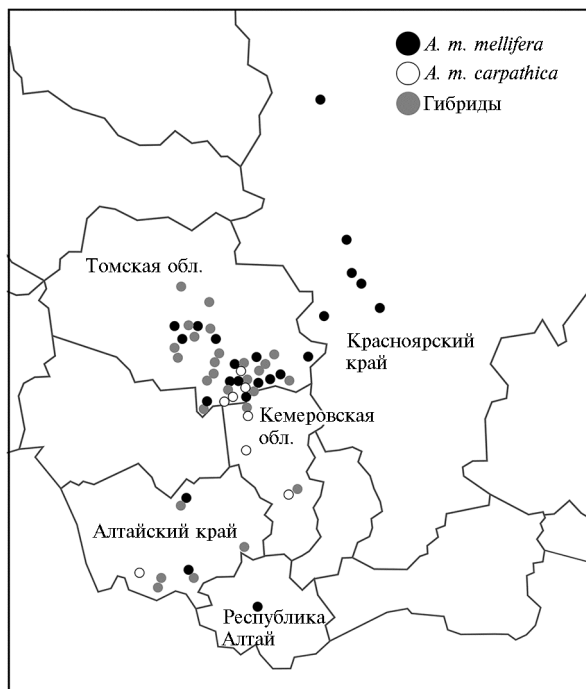 A. m. mellifera
A. m. carpathica
Гибриды
Томская обл.
Красноярский
край
Кемеровская
обл.
Алтайский край
Республика
Алтай